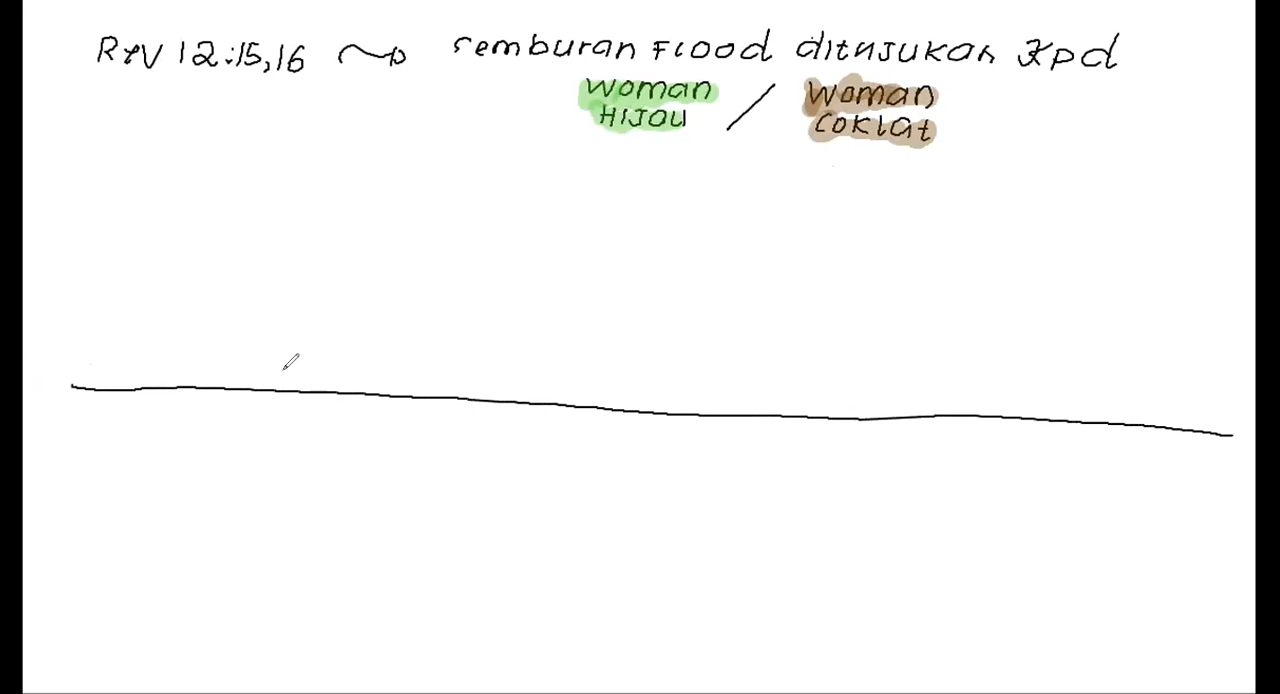 Rev 12:15,16 ~> semburan Flood ditujukan Kpd
Woman HIJAU / Woman Coklat